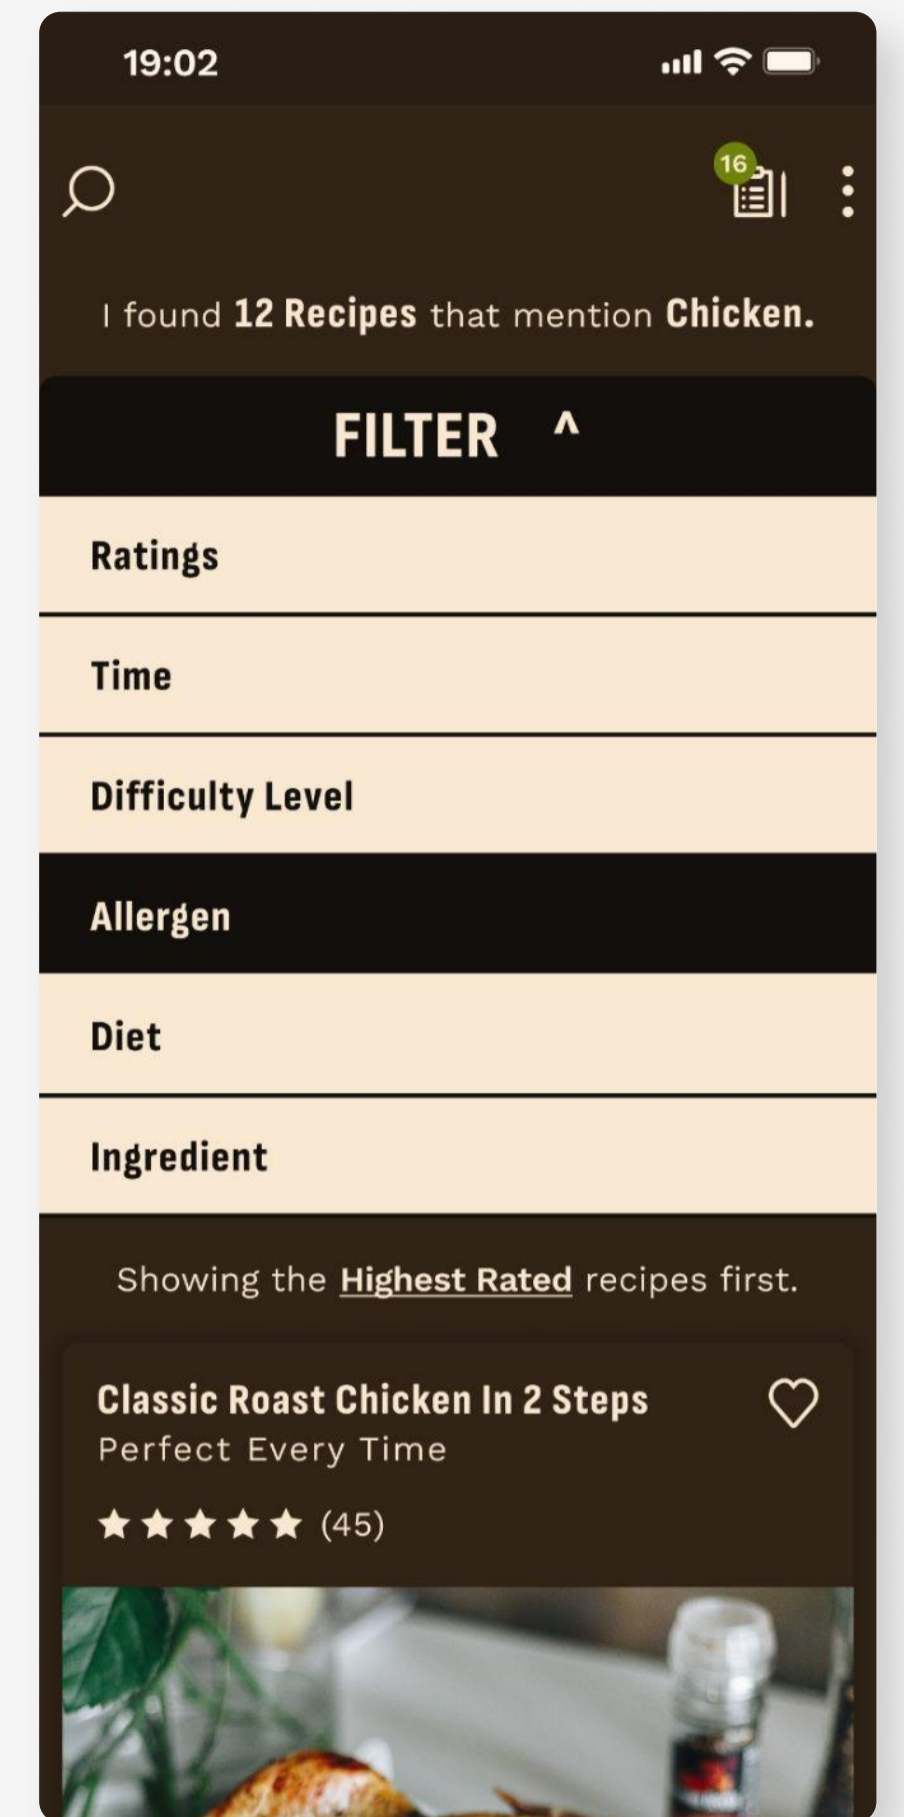 19:02
16
I found 12 Recipes that mention Chicken.
FILTER ^
Ratings
Time
Difficulty Level
Allergen
Diet
Ingredient
Showing the Highest Rated recipes first.
Classic Roast Chicken In 2 Steps
Perfect Every Time
(45)